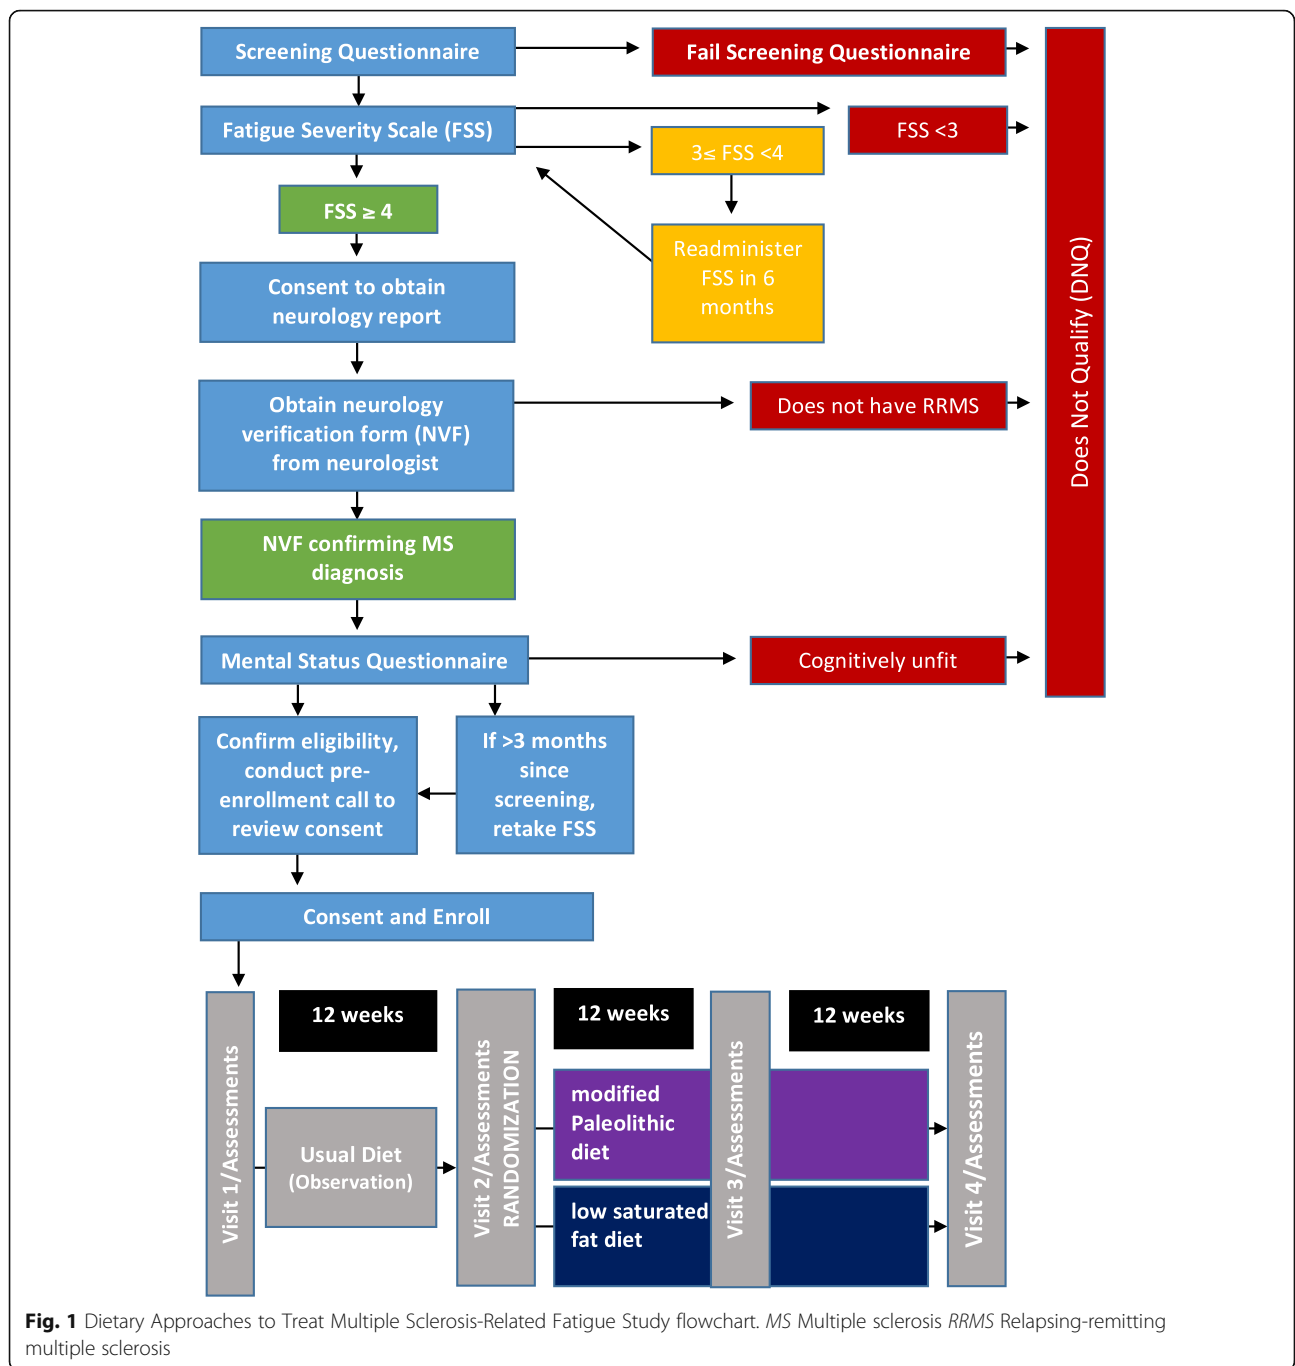 Screening Questionnaire
Fail Screening Questionnaire
Fatigue Severity Scale (FSS)
FSS <3
3≤ FSS <4
FSS ≥ 4
Readminister
FSS in 6
months
Consent to obtain
neurology report
Does Not Qualify (DNQ)
Obtain neurology
verification form (NVF)
from neurologist
Does not have RRMS
NVF confirming MS
diagnosis
Mental Status Questionnaire
Cognitively unfit
Confirm eligibility,
conduct pre-
enrollment call to
review consent
If >3 months
since
screening,
retake FSS
Consent and Enroll
Visit 1/Assessments
12 weeks
Usual Diet
(Observation)
Visit 2/Assessments
RANDOMIZATION
12 weeks
modified
Paleolithic
diet
low saturated
fat diet
Visit 3/Assessments
12 weeks
Visit 4/Assessments
Fig. 1 Dietary Approaches to Treat Multiple Sclerosis-Related Fatigue Study flowchart. MS Multiple sclerosis RRMS Relapsing-remitting
multiple sclerosis